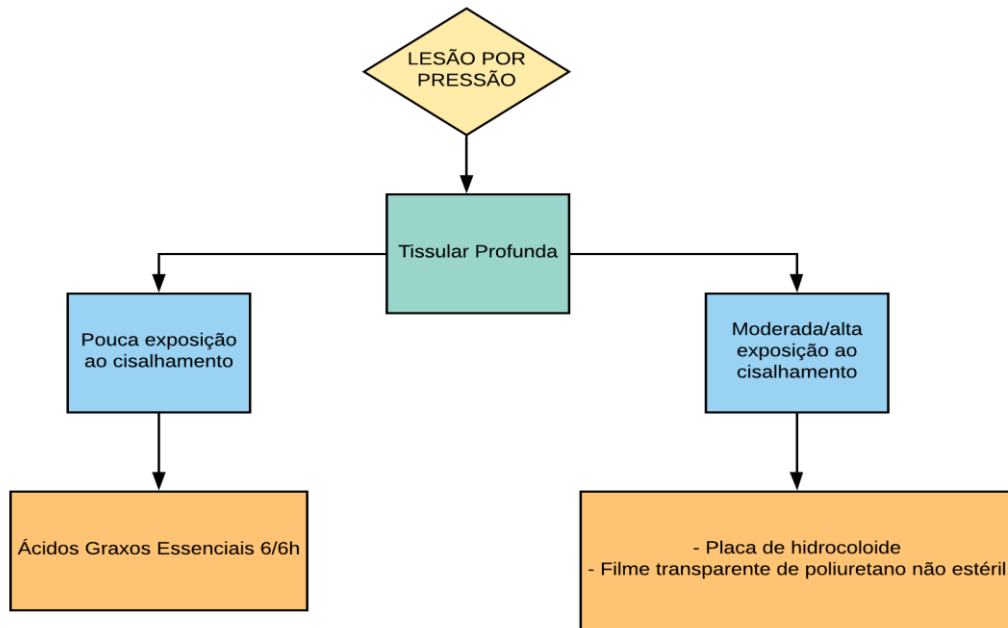 LESÃO POR
PRESSÃO
Tissular Profunda
Pouca exposição
ao cisalhamento
Moderada/alta
exposição ao
cisalhamento
Ácidos Graxos Essenciais 6/6h
- Placa de hidrocoloide
- Filme transparente de poliuretano não estéril